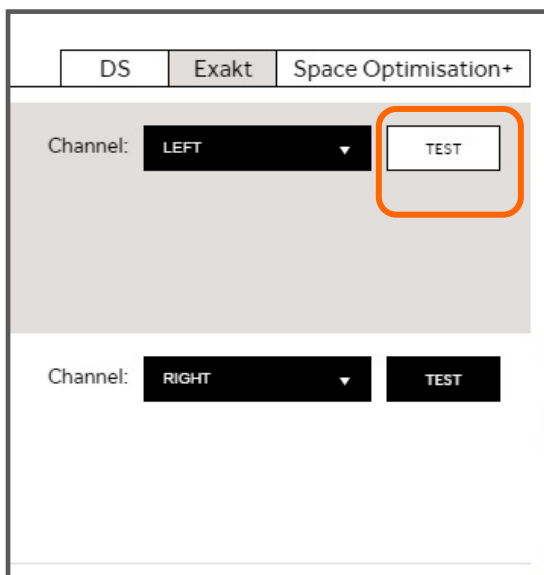 DS Exakt Space Optimisation+
Channel: LEFT TEST
Channel: RIGHT TEST